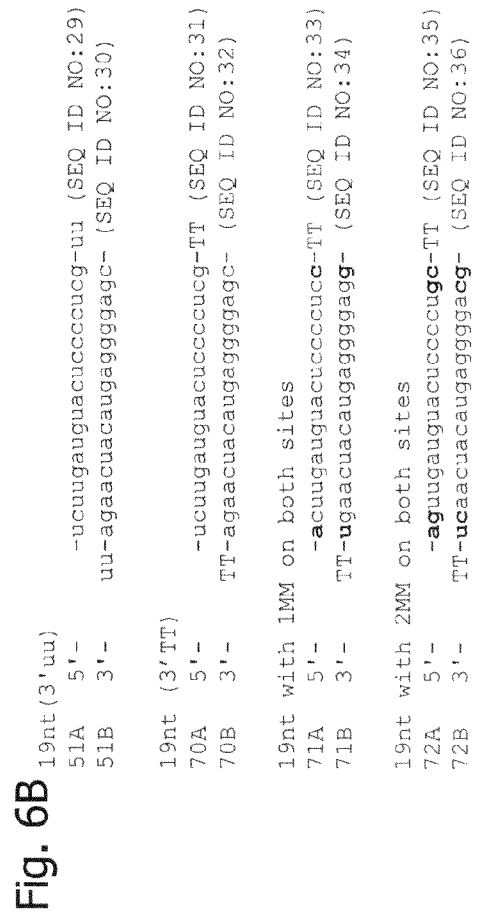 Fig. 6B
19nt(3'uu)
51A 5'- -ucuugauguacuccccucg-uu (SEQ ID NO:29)
51B 3'- uu-agaacuacaugaggggagc- (SEQ ID NO:30)
19nt (3'TT)
70A 5'- -ucuugauguacuccccucg-TT (SEQ ID NO:31)
70B 3'- TT-agaacuacaugaggggagc- (SEQ ID NO:32)
19nt with 1MM on both sites
71A 5'- -acuugauguacuccccucc-TT (SEQ ID NO:33)
71B 3'- TT-ugaacuacaugaggggagg- (SEQ ID NO:34)
19nt with 2MM on both sites
72A 5'- -aguugauguacuccccugc-TT (SEQ ID NO:35)
72B 3'- TT-ucaacuacaugaggggacg- (SEQ ID NO:36)